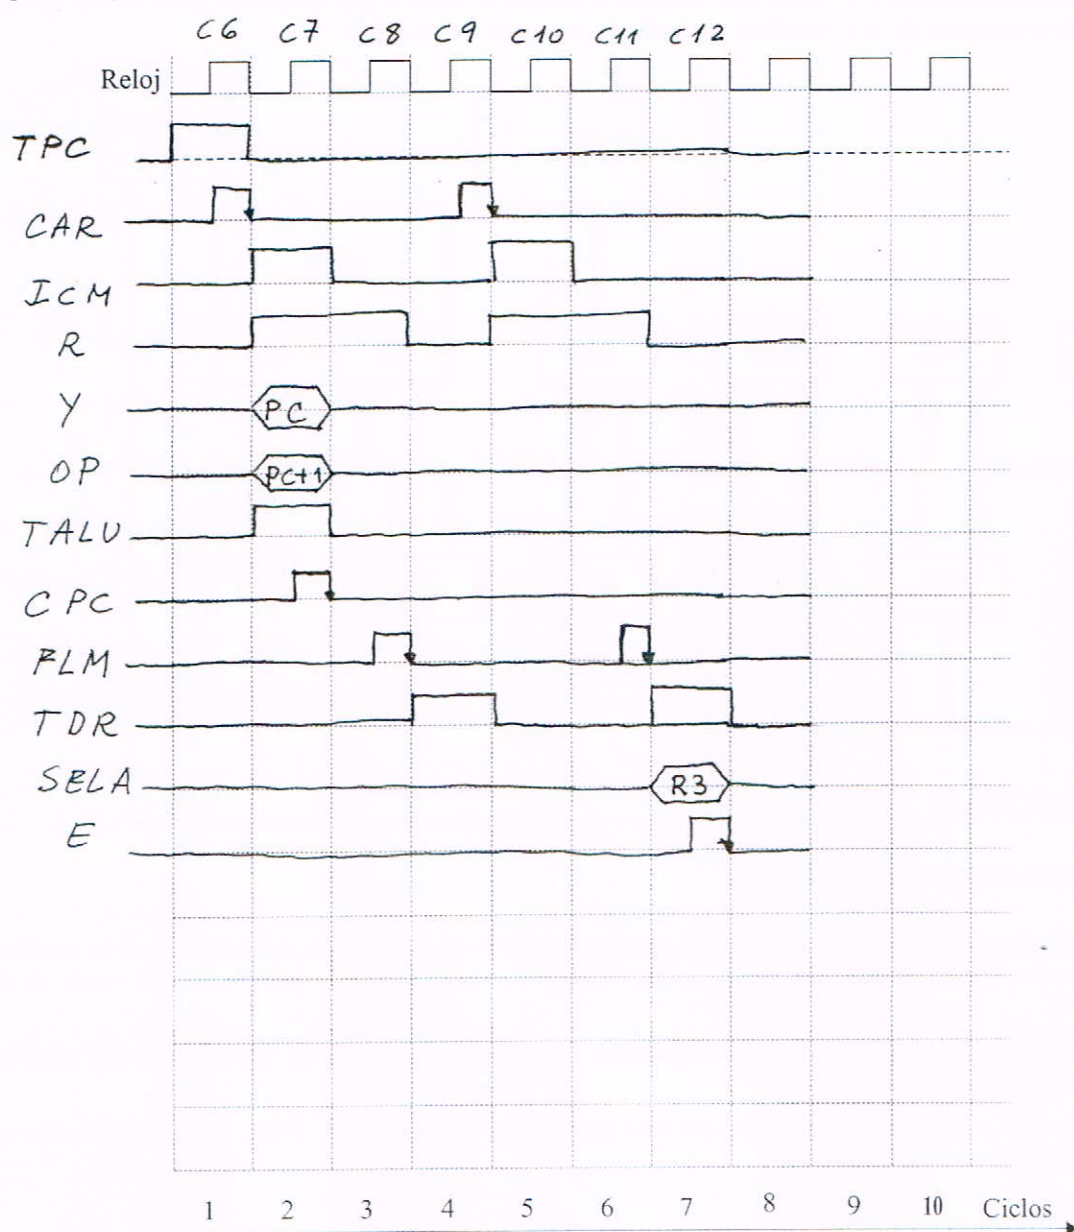 C6 C7 C8 C9 C10 C11 C12
Reloj
TPC
CAR
ICM
R
Y PC
OP PC+1
TALU
CPC
FLM
TDR
SELA R3
E
1 2 3 4 5 6 7 8 9 10 Ciclos